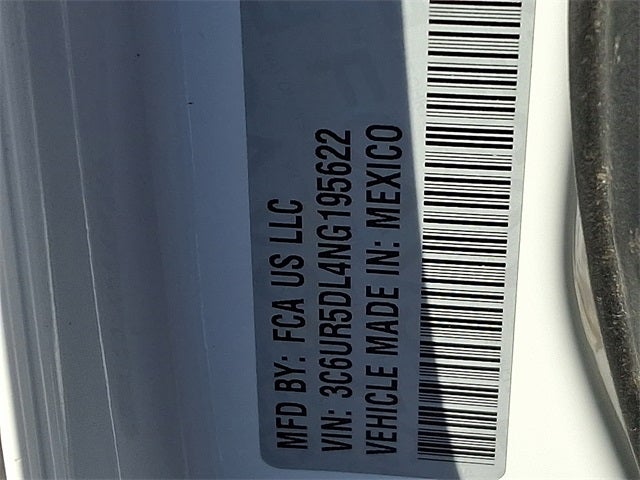 MFD BY: FCA US LLC
VIN: 3C6UR5DL4NG195622
VEHICLE MADE IN: MEXICO